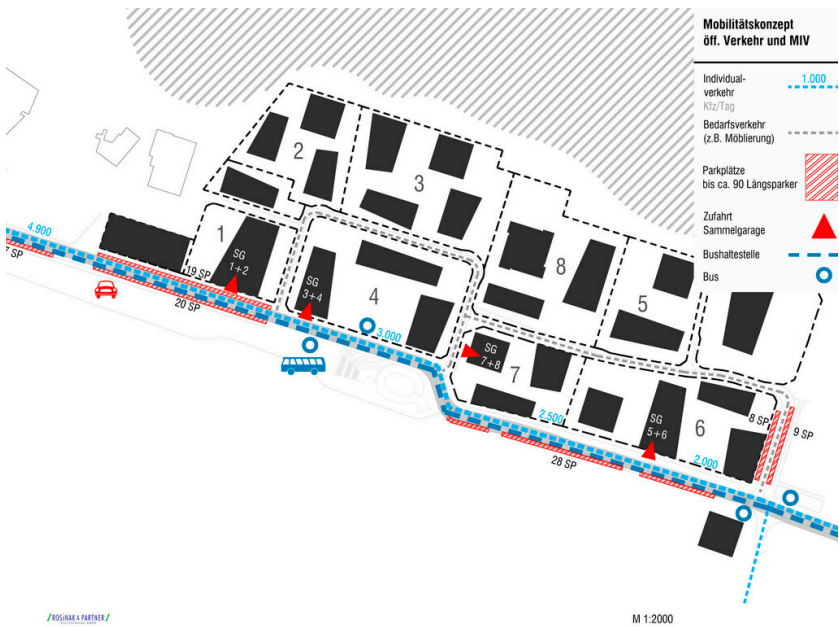 Mobilitätskonzept
öff. Verkehr und MIV
Individual-
verkehr
Kfz/Tag
1.000
Bedarfsverkehr
(z.B. Möblierung)
Parkplätze
bis ca. 90 Längsparker
Zufahrt
Sammelgarage
Bushaltestelle
Bus
2
3
1
8
5
4
7
6
4.900
7 SP
19 SP
20 SP
SG
1+2
SG
3+4
3.000
SG
7+8
2.500
28 SP
SG
5+6
2.000
8 SP
9 SP
/ROSINAK & PARTNER/
M 1:2000